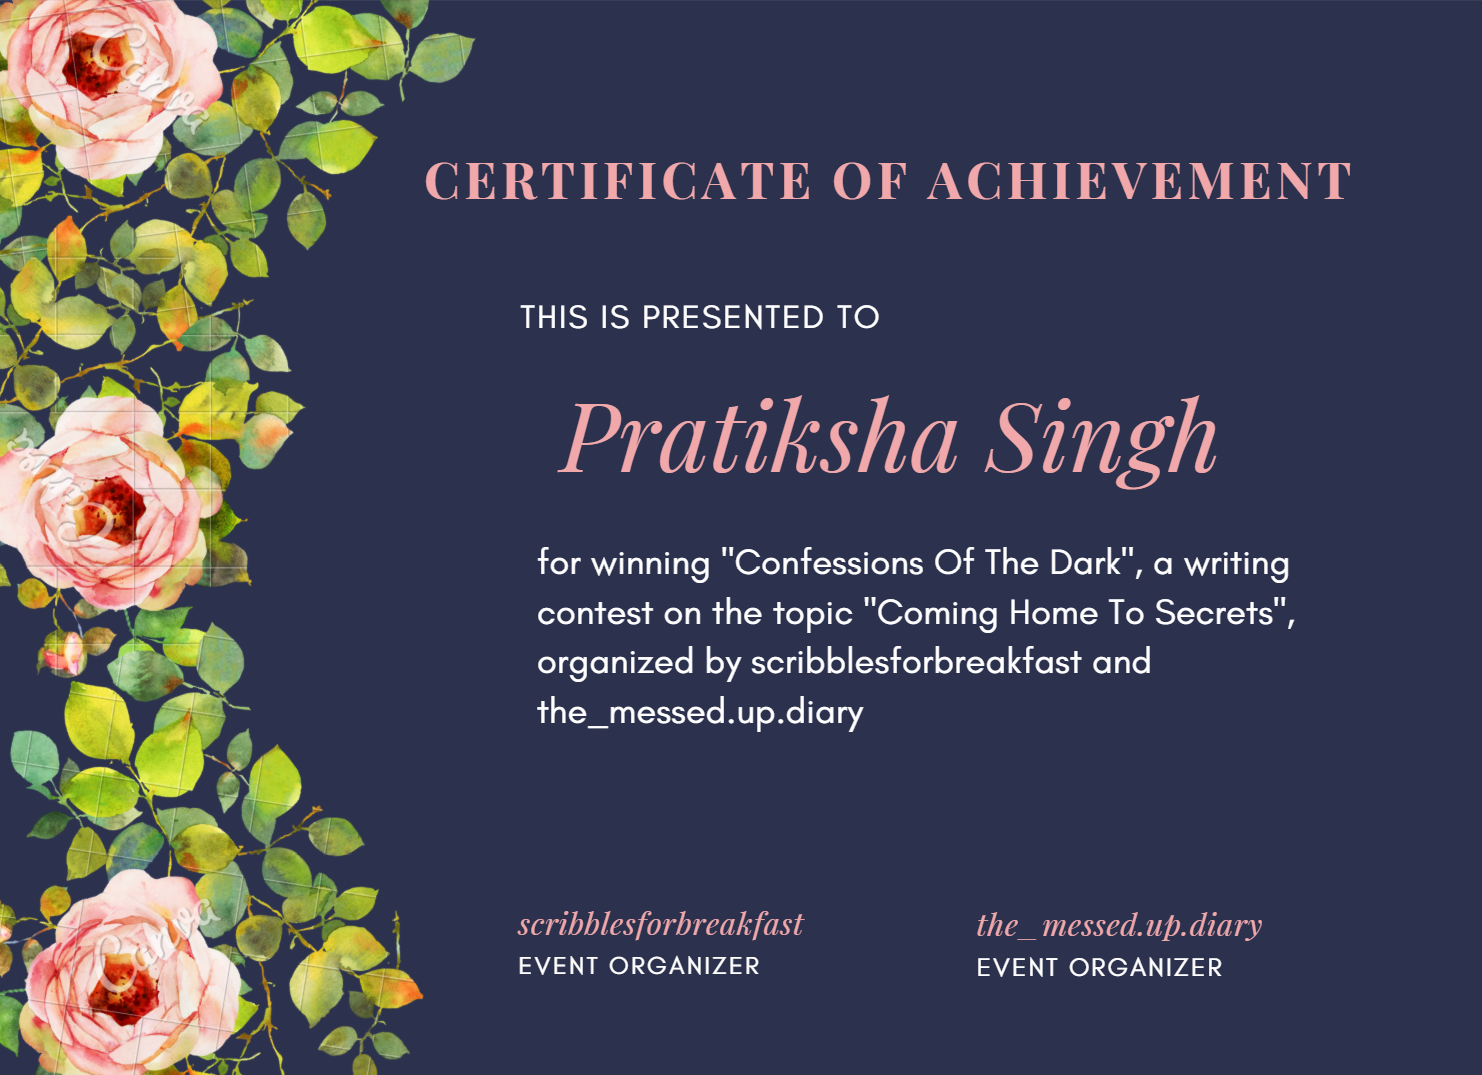 Canva
CERTIFICATE OF ACHIEVEMENT
THIS IS PRESENTED TO
Pratiksha Singh
Canva
for winning "Confessions Of The Dark", a writing
contest on the topic "Coming Home To Secrets",
organized by scribblesforbreakfast and
the_messed.up.diary
Canva
scribblesforbreakfast
the_messed.up.diary
EVENT ORGANIZER
EVENT ORGANIZER